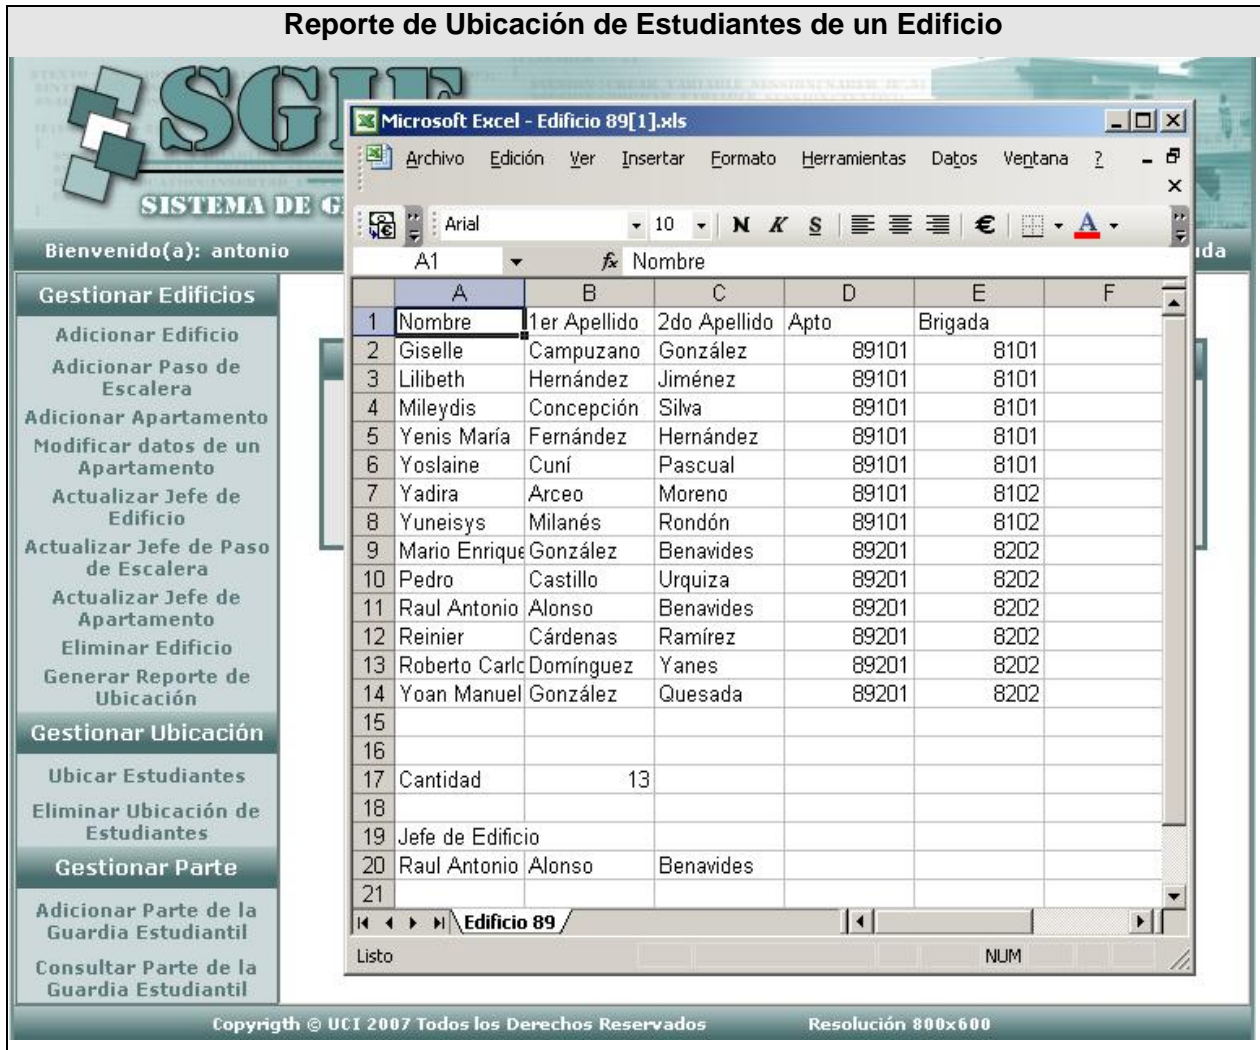 Reporte de Ubicación de Estudiantes de un Edificio
SGIE
SISTEMA DE G
Bienvenido(a): antonio
uda
Gestionar Edificios
Adicionar Edificio
Adicionar Paso de
Escalera
Adicionar Apartamento
Modificar datos de un
Apartamento
Actualizar Jefe de
Edificio
Actualizar Jefe de Paso
de Escalera
Actualizar Jefe de
Apartamento
Eliminar Edificio
Generar Reporte de
Ubicación
Gestionar Ubicación
Ubicar Estudiantes
Eliminar Ubicación de
Estudiantes
Gestionar Parte
Adicionar Parte de la
Guardia Estudiantil
Consultar Parte de la
Guardia Estudiantil
Microsoft Excel - Edificio 89[1].xls
Archivo Edición Ver Insertar Formato Herramientas Datos Ventana ?
Arial 10 N K S €  A
A1 fx Nombre
A B C D E F
1 Nombre 1er Apellido 2do Apellido Apto Brigada
2 Giselle Campuzano González 89101 8101
3 Lilibeth Hernández Jiménez 89101 8101
4 Mileydis Concepción Silva 89101 8101
5 Yenis María Fernández Hernández 89101 8101
6 Yoslaine Cuní Pascual 89101 8101
7 Yadira Arceo Moreno 89101 8102
8 Yuneisys Milanés Rondón 89101 8102
9 Mario Enrique González Benavides 89201 8202
10 Pedro Castillo Urquiza 89201 8202
11 Raul Antonio Alonso Benavides 89201 8202
12 Reinier Cárdenas Ramírez 89201 8202
13 Roberto Carlo Domínguez Yanes 89201 8202
14 Yoan Manuel González Quesada 89201 8202
15
16
17 Cantidad 13
18
19 Jefe de Edificio
20 Raul Antonio Alonso Benavides
21
Edificio 89
Listo NUM
Copyrigth © UCI 2007 Todos los Derechos Reservados Resolución 800x600